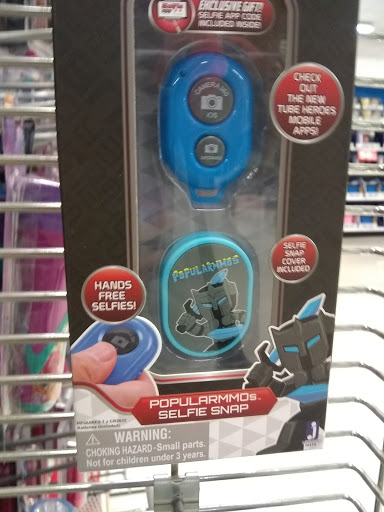 EXCLUSIVE GIFT!
SELFIE APP CODE
INCLUDED INSIDE!
CAMERA 360
iOS
CHECK
OUT
THE NEW
TUBE HEROES
MOBILE
APPS!
POPULARMMOS
SELFIE
SNAP
COVER
INCLUDED
HANDS
FREE
SELFIES!
POPULARMMOs
SELFIE SNAP
WARNING:
CHOKING HAZARD-Small parts.
Not for children under 3 years.